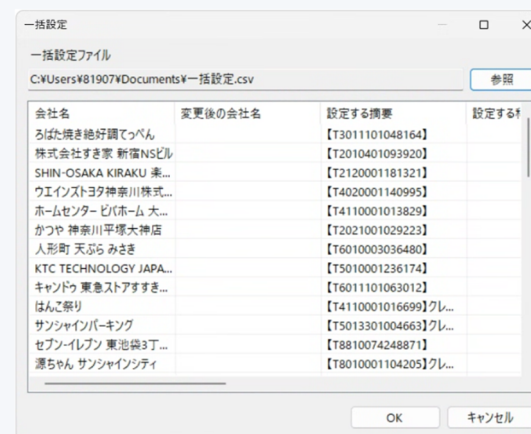 一括設定
一括設定ファイル
C:¥Users¥81907¥Documents¥一括設定.csv 参照
会社名 変更後の会社名 設定する摘要 設定する
ろばた焼き絶好調てっぺん 【T3011101048164】
株式会社すき家 新宿NSビル 【T2010401093920】
SHIN-OSAKA KIRAKU 楽... 【T2120001181321】
ウエインズトヨタ神奈川株式... 【T4020001140995】
ホームセンター ビバホーム 大... 【T4110001013829】
かつや 神奈川平塚大神店 【T2021001029223】
人形町 天ぷら みさき 【T6010003036480】
KTC TECHNOLOGY JAPA... 【T5010001236174】
キャンドゥ 東急ストアすすき... 【T6011101063012】
はんこ祭り 【T4110001016699】クレ...
サンシャインパーキング 【T5013301004663】クレ...
セブン-イレブン 東池袋3丁... 【T8810074248871】
源ちゃん サンシャインシティ 【T8010001104205】クレ...
OK キャンセル